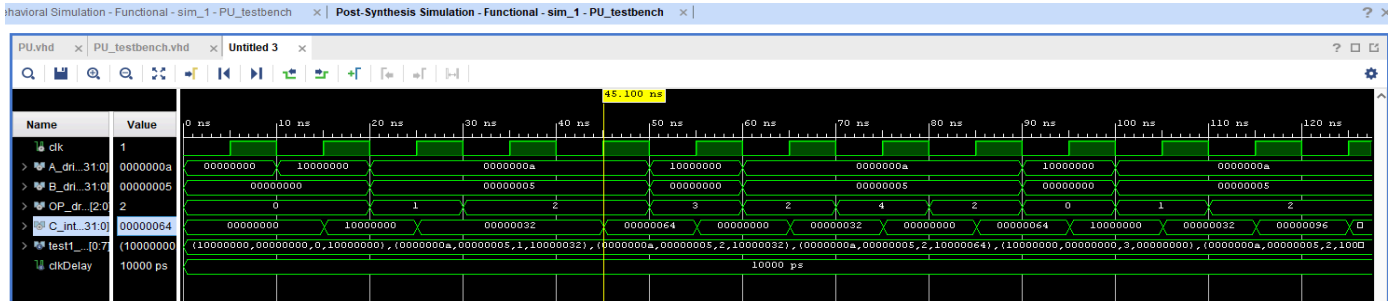 ehavioral Simulation - Functional - sim_1 - PU_testbench × Post-Synthesis Simulation - Functional - sim_1 - PU_testbench × ? ×
PU.vhd × PU_testbench.vhd × Untitled 3 × ?
45.100 ns
Name Value 0 ns 10 ns 20 ns 30 ns 40 ns 50 ns 60 ns 70 ns 80 ns 90 ns 100 ns 110 ns 120 ns
clk 1
A_dri...31:0] 0000000a 00000000 10000000 0000000a 10000000 0000000a 10000000 0000000a
B_dri...31:0] 00000005 00000000 00000005 00000000 00000005 00000000 00000005
OP_dr...[2:0] 2 0 1 2 3 2 4 2 0 1 2
C_int...31:0] 00000064 00000000 10000000 00000032 00000064 00000000 00000032 00000000 00000064 10000000 00000032 00000096
test1_...[0:7] (10000000 (10000000,00000000,0,10000000),(0000000a,00000005,1,10000032),(0000000a,00000005,2,10000032),(0000000a,00000005,2,10000064),(10000000,00000000,3,00000000),(0000000a,00000005,2,100
clkDelay 10000 ps 10000 ps